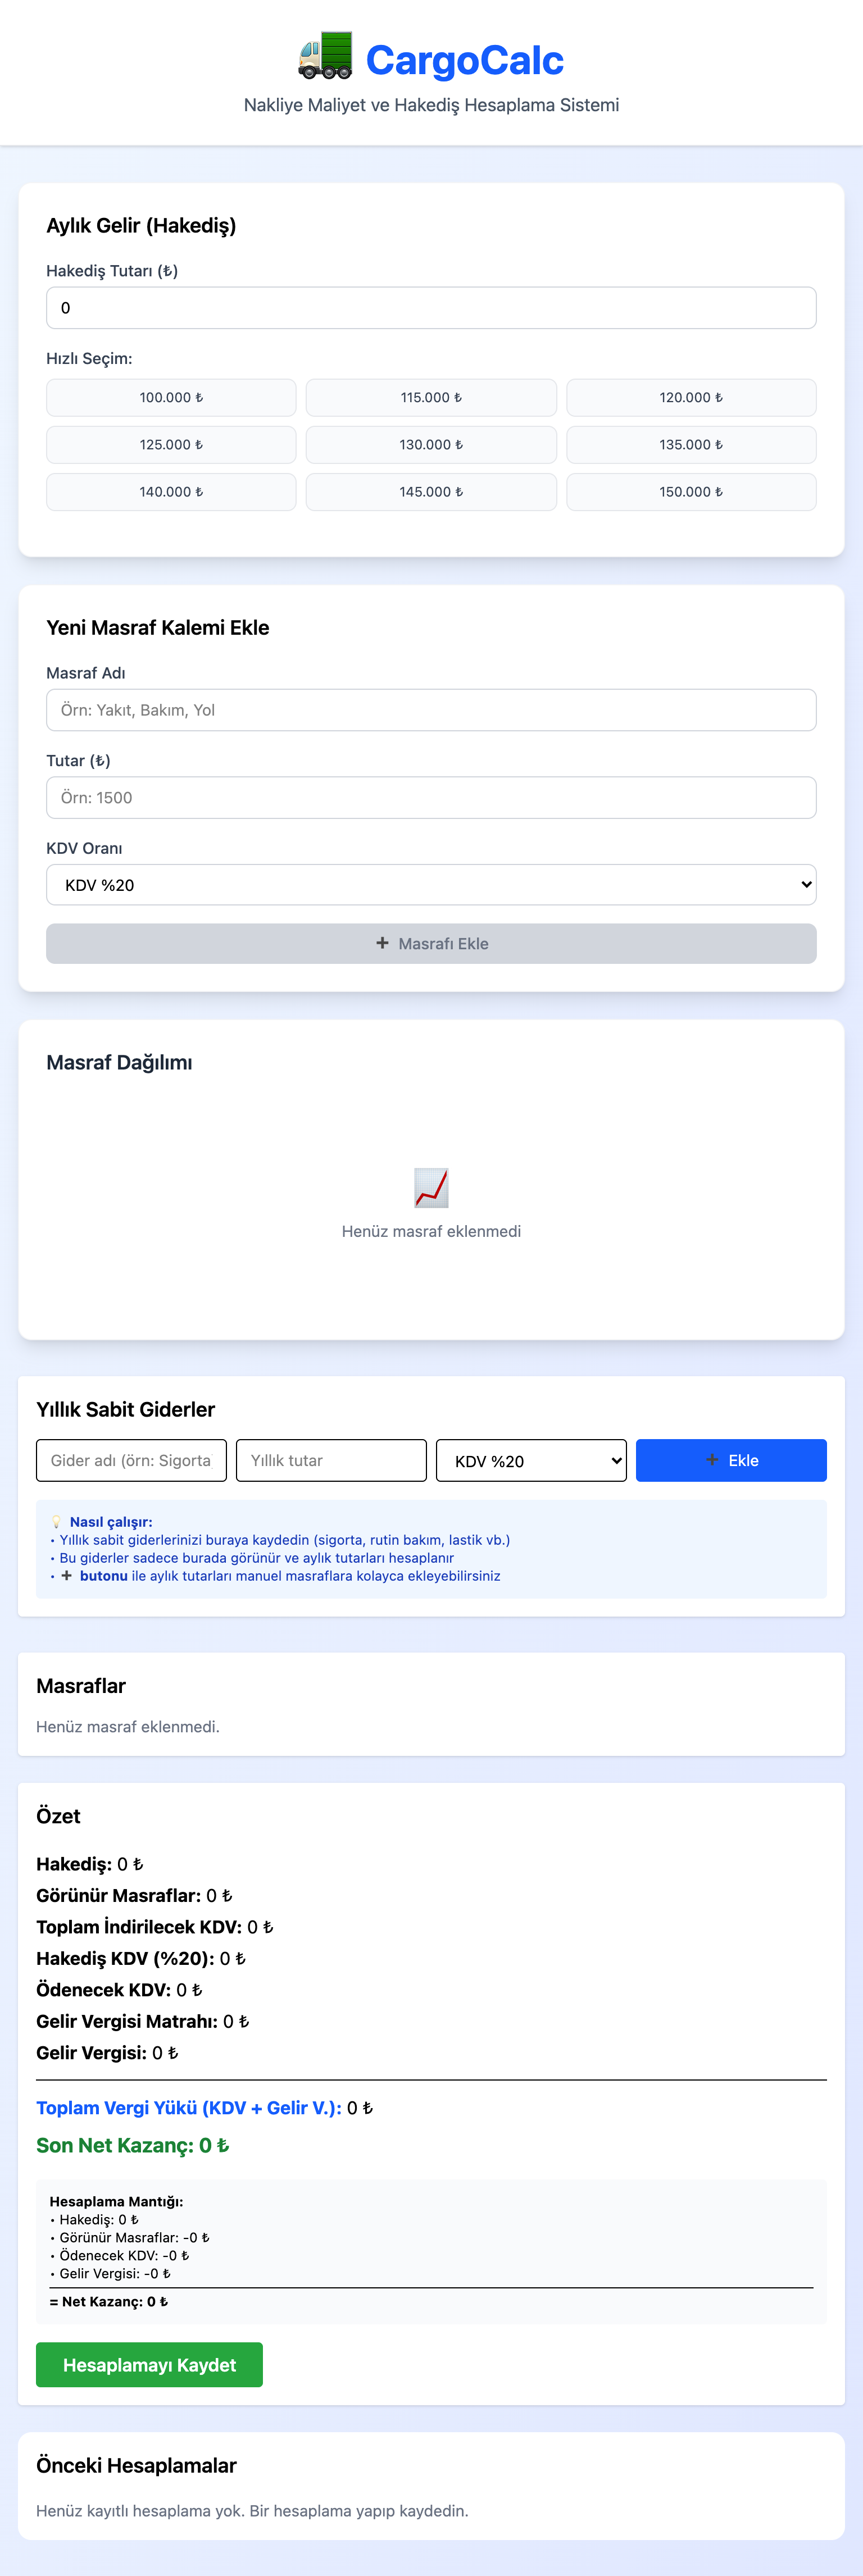 CargoCalc
Nakliye Maliyet ve Hakediş Hesaplama Sistemi
Aylık Gelir (Hakediş)
Hakediş Tutarı (₺)
0
Hızlı Seçim:
100.000 ₺
115.000 ₺
120.000 ₺
125.000 ₺
130.000 ₺
135.000 ₺
140.000 ₺
145.000 ₺
150.000 ₺
Yeni Masraf Kalemi Ekle
Masraf Adı
Örn: Yakıt, Bakım, Yol
Tutar (₺)
Örn: 1500
KDV Oranı
KDV %20
➕ Masrafı Ekle
Masraf Dağılımı
Henüz masraf eklenmedi
Yıllık Sabit Giderler
Gider adı (örn: Sigorta
Yıllık tutar
KDV %20
➕ Ekle
💡 Nasıl çalışır:
• Yıllık sabit giderlerinizi buraya kaydedin (sigorta, rutin bakım, lastik vb.)
• Bu giderler sadece burada görünür ve aylık tutarları hesaplanır
• ➕ butonu ile aylık tutarları manuel masraflara kolayca ekleyebilirsiniz
Masraflar
Henüz masraf eklenmedi.
Özet
Hakediş: 0 ₺
Görünür Masraflar: 0 ₺
Toplam İndirilecek KDV: 0 ₺
Hakediş KDV (%20): 0 ₺
Ödenecek KDV: 0 ₺
Gelir Vergisi Matrahı: 0 ₺
Gelir Vergisi: 0 ₺
Toplam Vergi Yükü (KDV + Gelir V.): 0 ₺
Son Net Kazanç: 0 ₺
Hesaplama Mantığı:
• Hakediş: 0 ₺
• Görünür Masraflar: -0 ₺
• Ödenecek KDV: -0 ₺
• Gelir Vergisi: -0 ₺
= Net Kazanç: 0 ₺
Hesaplamayı Kaydet
Önceki Hesaplamalar
Henüz kayıtlı hesaplama yok. Bir hesaplama yapıp kaydedin.